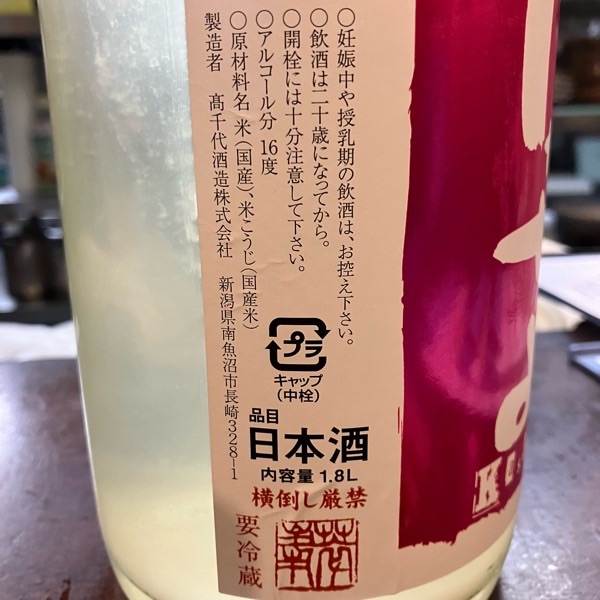 ○妊娠中や授乳期の飲酒は、お控え下さい。
○飲酒は二十歳になってから。
○開栓には十分注意して下さい。
○アルコール分 16度
○原材料名 米(国産)、米こうじ(国産米)
製造者 髙千代酒造株式会社 新潟県南魚沼市長崎328-1
プラ
キャップ
(中栓)
品目
日本酒
内容量 1.8L
横倒し厳禁
要冷蔵